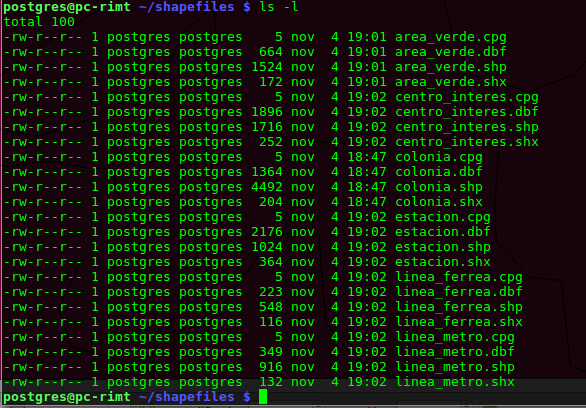 postgres@pc-rimt ~/shapefiles $ ls -l
total 100
-rw-r--r-- 1 postgres postgres    5 nov  4 19:01 area_verde.cpg
-rw-r--r-- 1 postgres postgres  664 nov  4 19:01 area_verde.dbf
-rw-r--r-- 1 postgres postgres 1524 nov  4 19:01 area_verde.shp
-rw-r--r-- 1 postgres postgres  172 nov  4 19:01 area_verde.shx
-rw-r--r-- 1 postgres postgres    5 nov  4 19:02 centro_interes.cpg
-rw-r--r-- 1 postgres postgres 1896 nov  4 19:02 centro_interes.dbf
-rw-r--r-- 1 postgres postgres 1716 nov  4 19:02 centro_interes.shp
-rw-r--r-- 1 postgres postgres  252 nov  4 19:02 centro_interes.shx
-rw-r--r-- 1 postgres postgres    5 nov  4 18:47 colonia.cpg
-rw-r--r-- 1 postgres postgres 1364 nov  4 18:47 colonia.dbf
-rw-r--r-- 1 postgres postgres 4492 nov  4 18:47 colonia.shp
-rw-r--r-- 1 postgres postgres  204 nov  4 18:47 colonia.shx
-rw-r--r-- 1 postgres postgres    5 nov  4 19:02 estacion.cpg
-rw-r--r-- 1 postgres postgres 2176 nov  4 19:02 estacion.dbf
-rw-r--r-- 1 postgres postgres 1024 nov  4 19:02 estacion.shp
-rw-r--r-- 1 postgres postgres  364 nov  4 19:02 estacion.shx
-rw-r--r-- 1 postgres postgres    5 nov  4 19:02 linea_ferrea.cpg
-rw-r--r-- 1 postgres postgres  223 nov  4 19:02 linea_ferrea.dbf
-rw-r--r-- 1 postgres postgres  548 nov  4 19:02 linea_ferrea.shp
-rw-r--r-- 1 postgres postgres  116 nov  4 19:02 linea_ferrea.shx
-rw-r--r-- 1 postgres postgres    5 nov  4 19:02 linea_metro.cpg
-rw-r--r-- 1 postgres postgres  349 nov  4 19:02 linea_metro.dbf
-rw-r--r-- 1 postgres postgres  916 nov  4 19:02 linea_metro.shp
-rw-r--r-- 1 postgres postgres  132 nov  4 19:02 linea_metro.shx
postgres@pc-rimt ~/shapefiles $